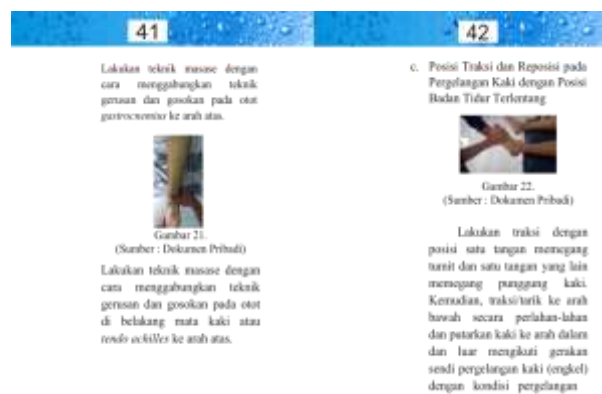 41
Lakukan teknik masase dengan
cara menggabungkan teknik
gerusan dan gosokan pada otot
gastrocnemius ke arah atas.
Gambar 21.
(Sumber : Dokumen Pribadi)
Lakukan teknik masase dengan
cara menggabungkan teknik
gerusan dan gosokan pada otot
di belakang mata kaki atau
tendo achilles ke arah atas.
42
c. Posisi Traksi dan Reposisi pada
Pergelangan Kaki dengan Posisi
Badan Tidur Terlentang
Gambar 22.
(Sumber : Dokumen Pribadi)
Lakukan traksi dengan
posisi satu tangan memegang
tumit dan satu tangan yang lain
memegang punggung kaki.
Kemudian, traksi/tarik ke arah
bawah secara perlahan-lahan
dan putarkan kaki ke arah dalam
dan luar mengikuti gerakan
sendi pergelangan kaki (engkel)
dengan kondisi pergelangan